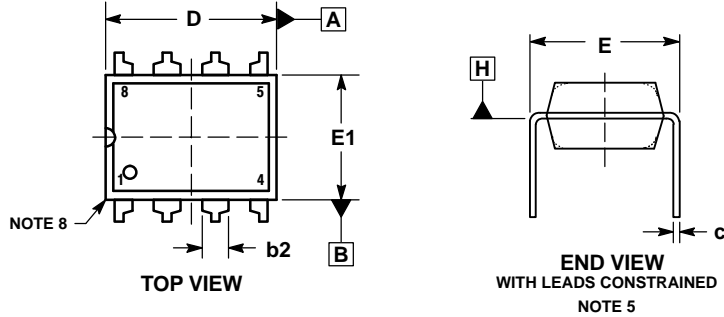 D
A
8
5
E1
1
4
NOTE 8
b2
B
TOP VIEW
E
H
c
END VIEW
WITH LEADS CONSTRAINED
NOTE 5